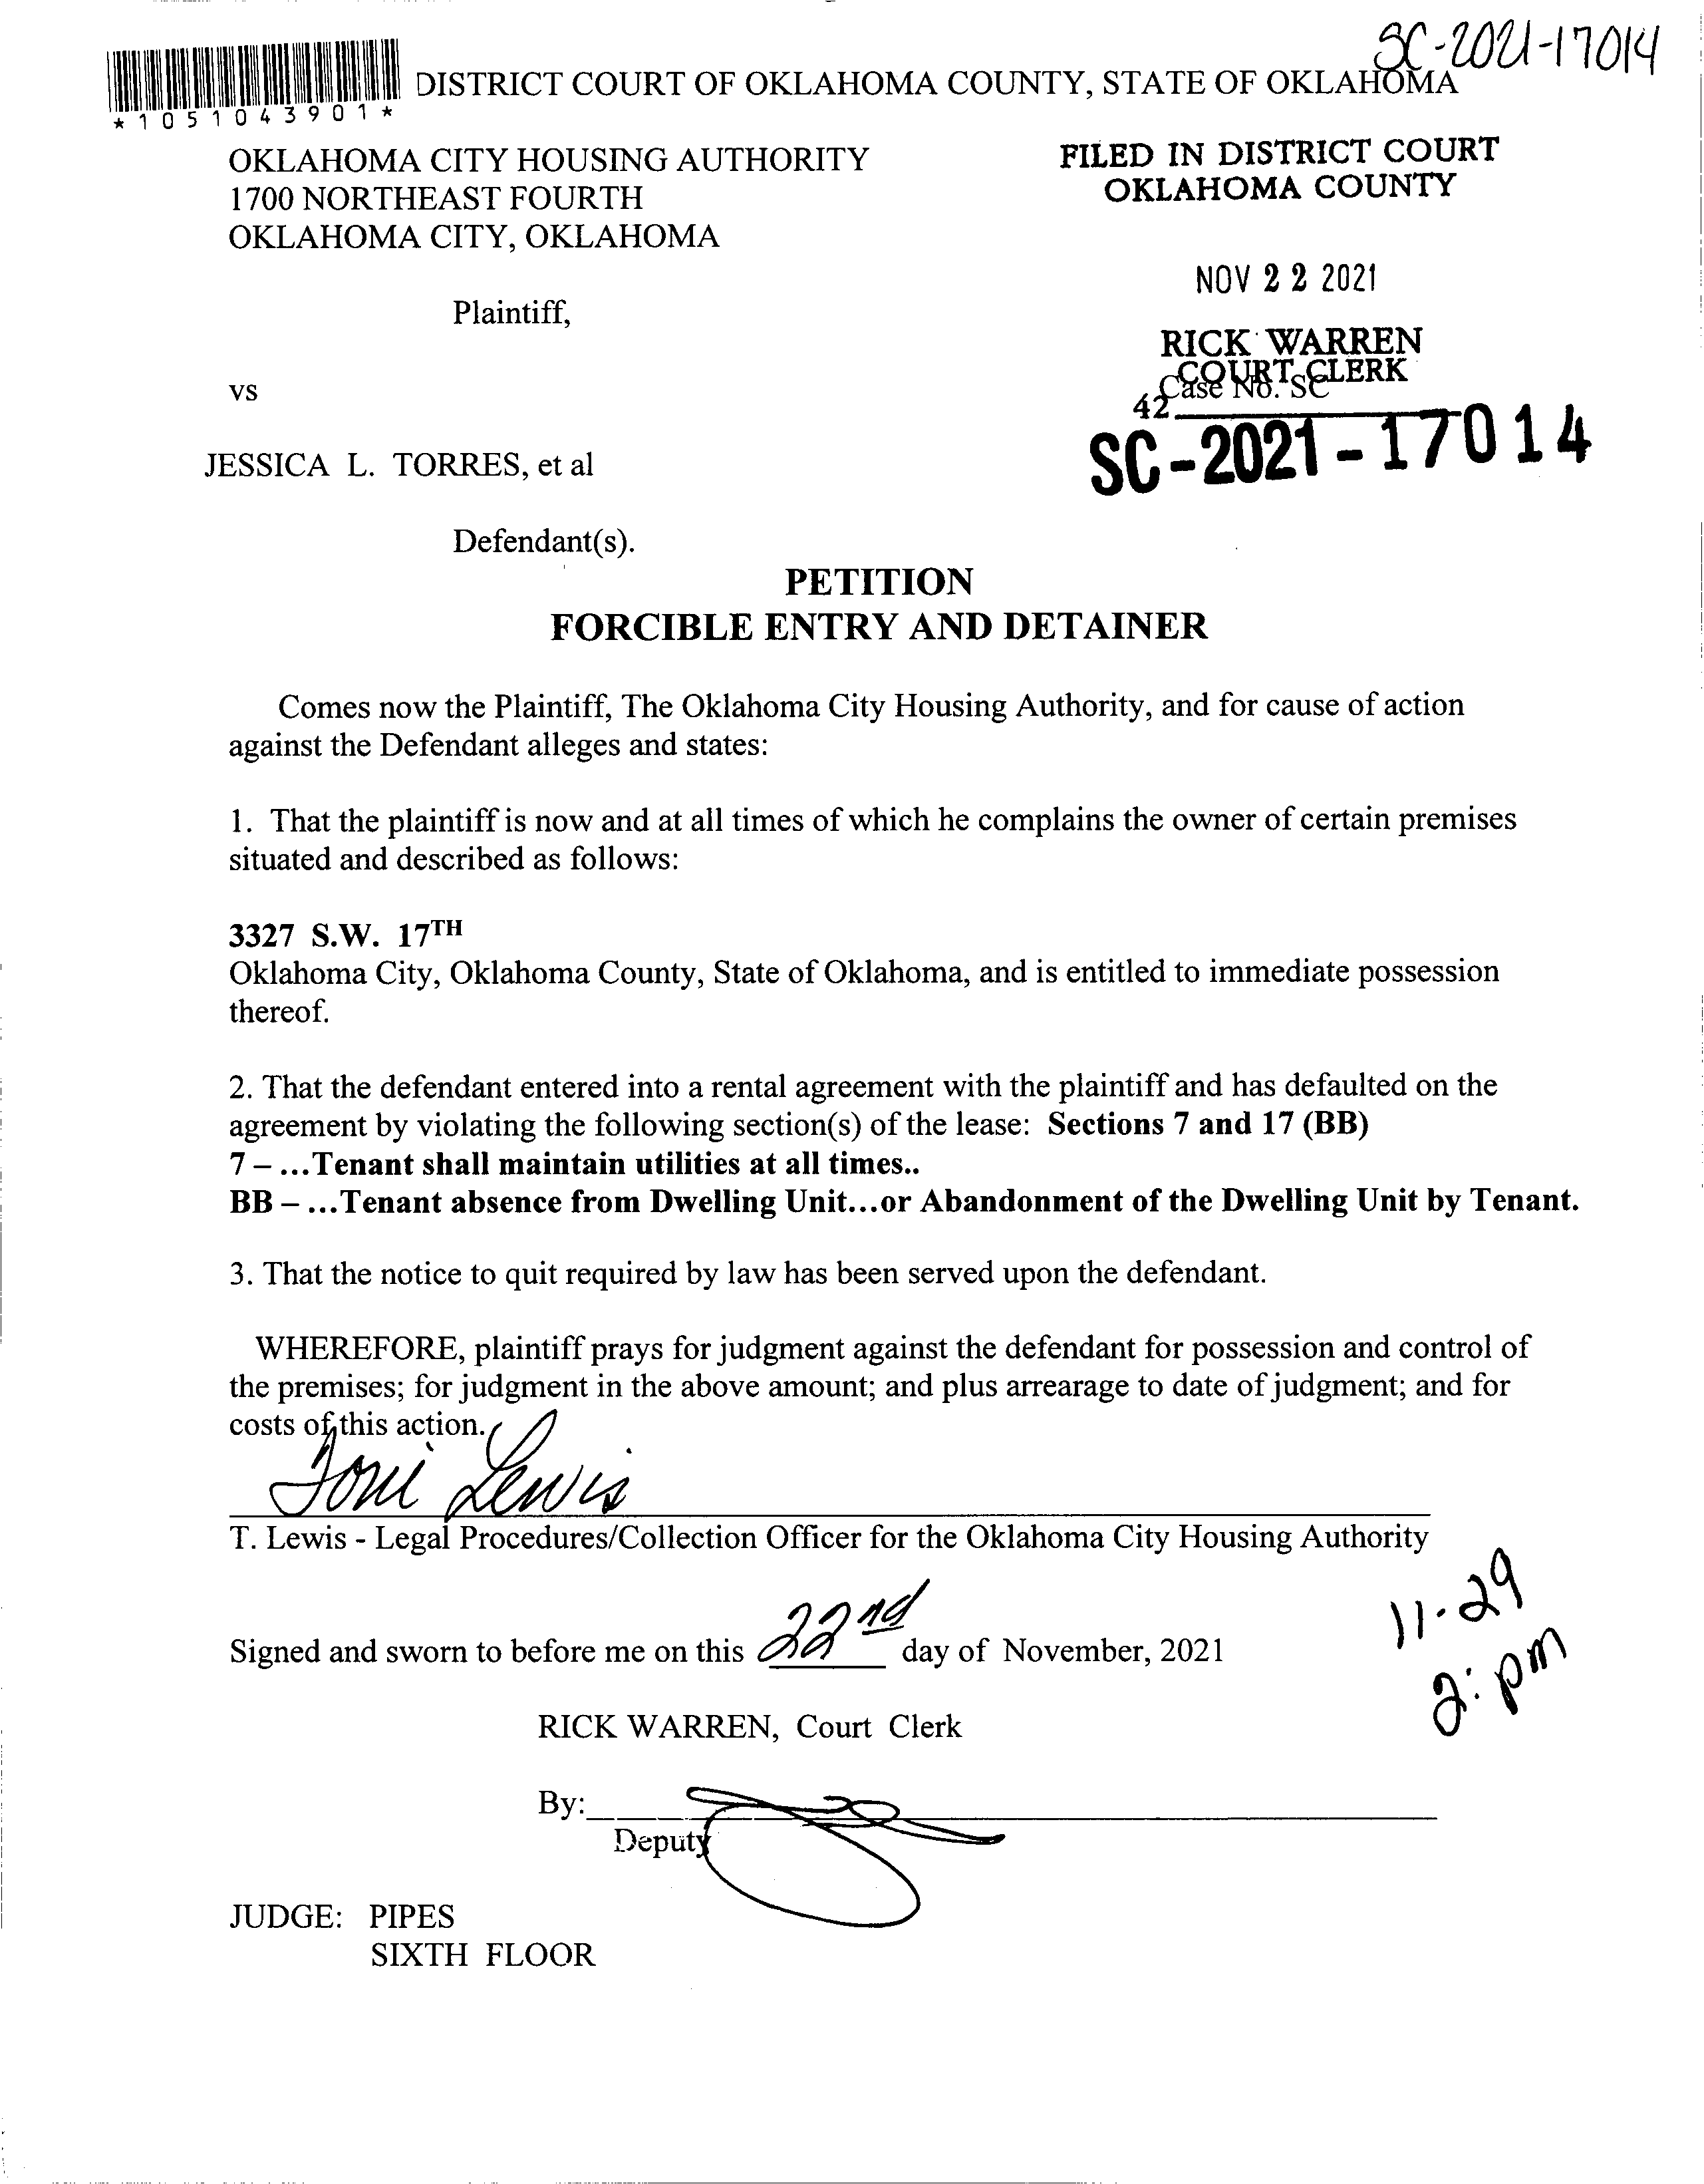 SC-2021-17014
DISTRICT COURT OF OKLAHOMA COUNTY, STATE OF OKLAHOMA
*1051043901*
OKLAHOMA CITY HOUSING AUTHORITY
1700 NORTHEAST FOURTH
OKLAHOMA CITY, OKLAHOMA
FILED IN DISTRICT COURT
OKLAHOMA COUNTY
NOV 22 2021
Plaintiff,
RICK WARREN
COURT CLERK
vs
Case No. SC
42
SC-2021-17014
JESSICA L. TORRES, et al
Defendant(s).
PETITION
FORCIBLE ENTRY AND DETAINER
Comes now the Plaintiff, The Oklahoma City Housing Authority, and for cause of action
against the Defendant alleges and states:
1. That the plaintiff is now and at all times of which he complains the owner of certain premises
situated and described as follows:
3327 S.W. 17TH
Oklahoma City, Oklahoma County, State of Oklahoma, and is entitled to immediate possession
thereof.
2. That the defendant entered into a rental agreement with the plaintiff and has defaulted on the
agreement by violating the following section(s) of the lease: Sections 7 and 17 (BB)
7 – ...Tenant shall maintain utilities at all times..
BB – ...Tenant absence from Dwelling Unit...or Abandonment of the Dwelling Unit by Tenant.
3. That the notice to quit required by law has been served upon the defendant.
WHEREFORE, plaintiff prays for judgment against the defendant for possession and control of
the premises; for judgment in the above amount; and plus arrearage to date of judgment; and for
costs of this action.
Toni Lewis
T. Lewis - Legal Procedures/Collection Officer for the Oklahoma City Housing Authority
11-29
2: pm
Signed and sworn to before me on this 22nd day of November, 2021
RICK WARREN, Court Clerk
By:
Deputy
JUDGE: PIPES
SIXTH FLOOR